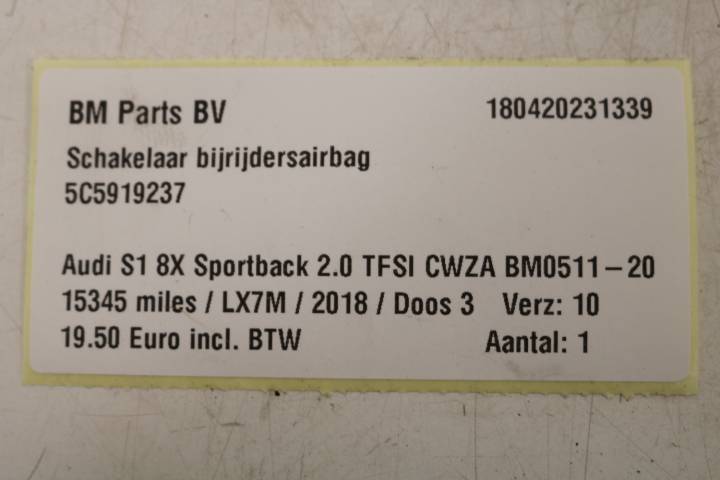 BM Parts BV 180420231339
Schakelaar bijrijdersairbag
5C5919237
Audi S1 8X Sportback 2.0 TFSI CWZA BM0511-20
15345 miles / LX7M / 2018 / Doos 3 Verz: 10
19.50 Euro incl. BTW Aantal: 1